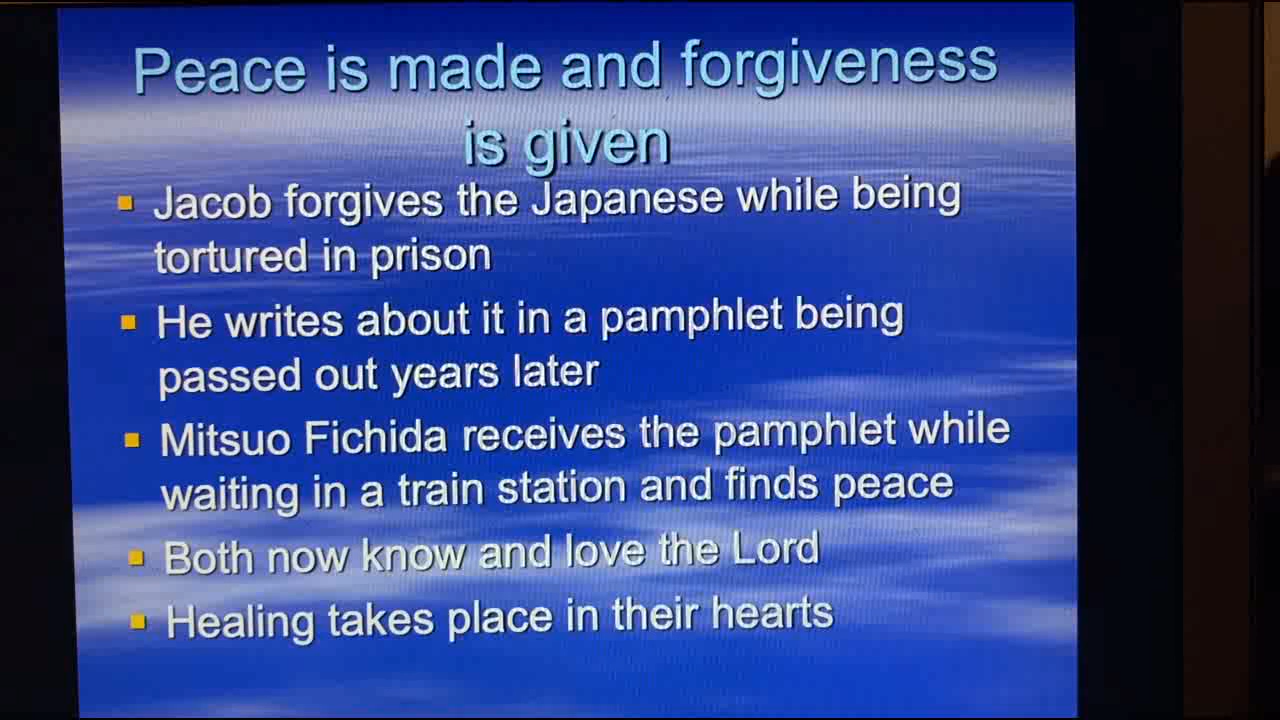 Peace is made and forgiveness
is given
Jacob forgives the Japanese while being
tortured in prison
He writes about it in a pamphlet being
passed out years later
Mitsuo Fichida receives the pamphlet while
waiting in a train station and finds peace
Both now know and love the Lord
Healing takes place in their hearts